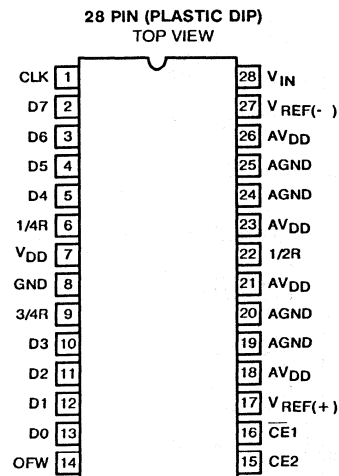 28 PIN (PLASTIC DIP)
TOP VIEW
CLK 1 28 VIN
D7 2 27 VREF(-)
D6 3 26 AVDD
D5 4 25 AGND
D4 5 24 AGND
1/4R 6 23 AVDD
VDD 7 22 1/2R
GND 8 21 AVDD
3/4R 9 20 AGND
D3 10 19 AGND
D2 11 18 AVDD
D1 12 17 VREF(+)
D0 13 16 C̅E̅1
OFW 14 15 CE2